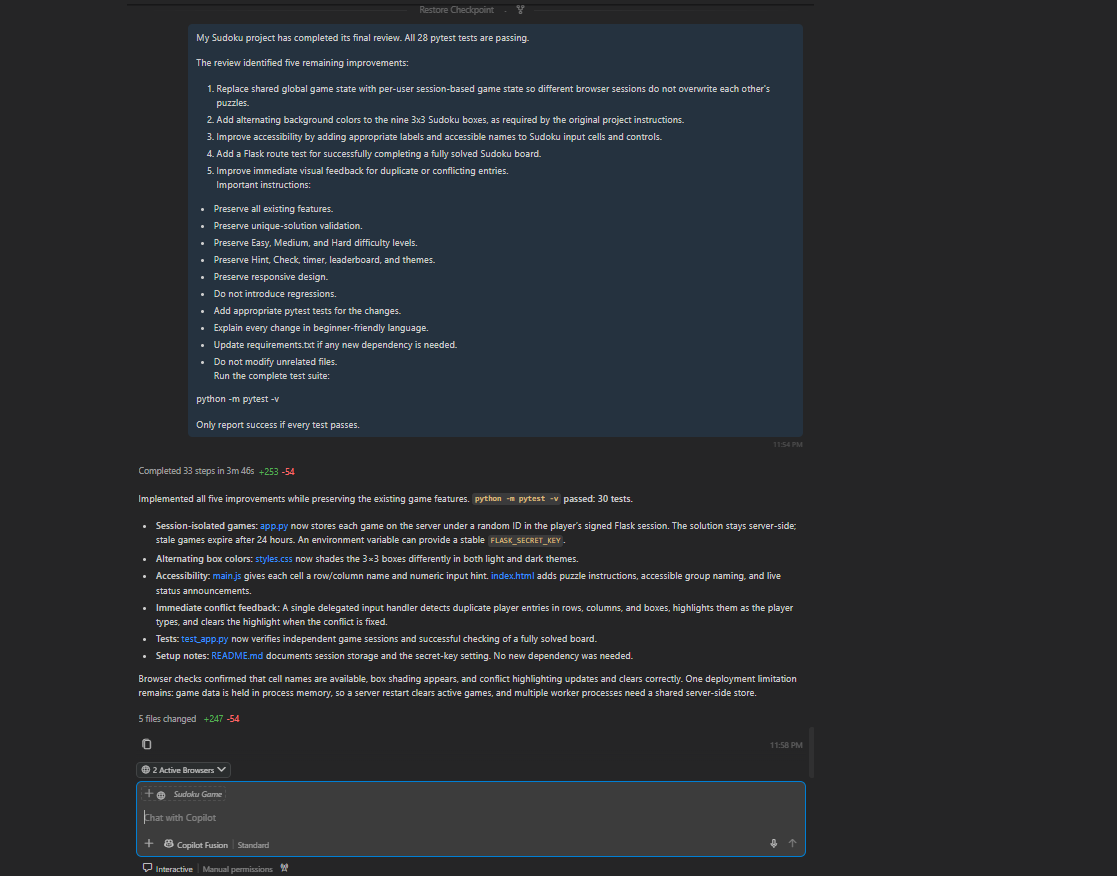 Restore Checkpoint
My Sudoku project has completed its final review. All 28 pytest tests are passing.
The review identified five remaining improvements:
1. Replace shared global game state with per-user session-based game state so different browser sessions do not overwrite each other's
puzzles.
2. Add alternating background colors to the nine 3x3 Sudoku boxes, as required by the original project instructions.
3. Improve accessibility by adding appropriate labels and accessible names to Sudoku input cells and controls.
4. Add a Flask route test for successfully completing a fully solved Sudoku board.
5. Improve immediate visual feedback for duplicate or conflicting entries.
Important instructions:
• Preserve all existing features.
• Preserve unique-solution validation.
• Preserve Easy, Medium, and Hard difficulty levels.
• Preserve Hint, Check, timer, leaderboard, and themes.
• Preserve responsive design.
• Do not introduce regressions.
• Add appropriate pytest tests for the changes.
• Explain every change in beginner-friendly language.
• Update requirements.txt if any new dependency is needed.
• Do not modify unrelated files.
Run the complete test suite:
python -m pytest -v
Only report success if every test passes.
11:54 PM
Completed 33 steps in 3m 46s +253 -54
Implemented all five improvements while preserving the existing game features. python -m pytest -v passed: 30 tests.
• Session-isolated games: app.py now stores each game on the server under a random ID in the player's signed Flask session. The solution stays server-side;
stale games expire after 24 hours. An environment variable can provide a stable FLASK_SECRET_KEY.
• Alternating box colors: styles.css now shades the 3×3 boxes differently in both light and dark themes.
• Accessibility: main.js gives each cell a row/column name and numeric input hint. index.html adds puzzle instructions, accessible group naming, and live
status announcements.
• Immediate conflict feedback: A single delegated input handler detects duplicate player entries in rows, columns, and boxes, highlights them as the player
types, and clears the highlight when the conflict is fixed.
• Tests: test_app.py now verifies independent game sessions and successful checking of a fully solved board.
• Setup notes: README.md documents session storage and the secret-key setting. No new dependency was needed.
Browser checks confirmed that cell names are available, box shading appears, and conflict highlighting updates and clears correctly. One deployment limitation
remains: game data is held in process memory, so a server restart clears active games, and multiple worker processes need a shared server-side store.
5 files changed +247 -54
11:58 PM
2 Active Browsers
Sudoku Game
Chat with Copilot
Copilot Fusion Standard
Interactive Manual permissions